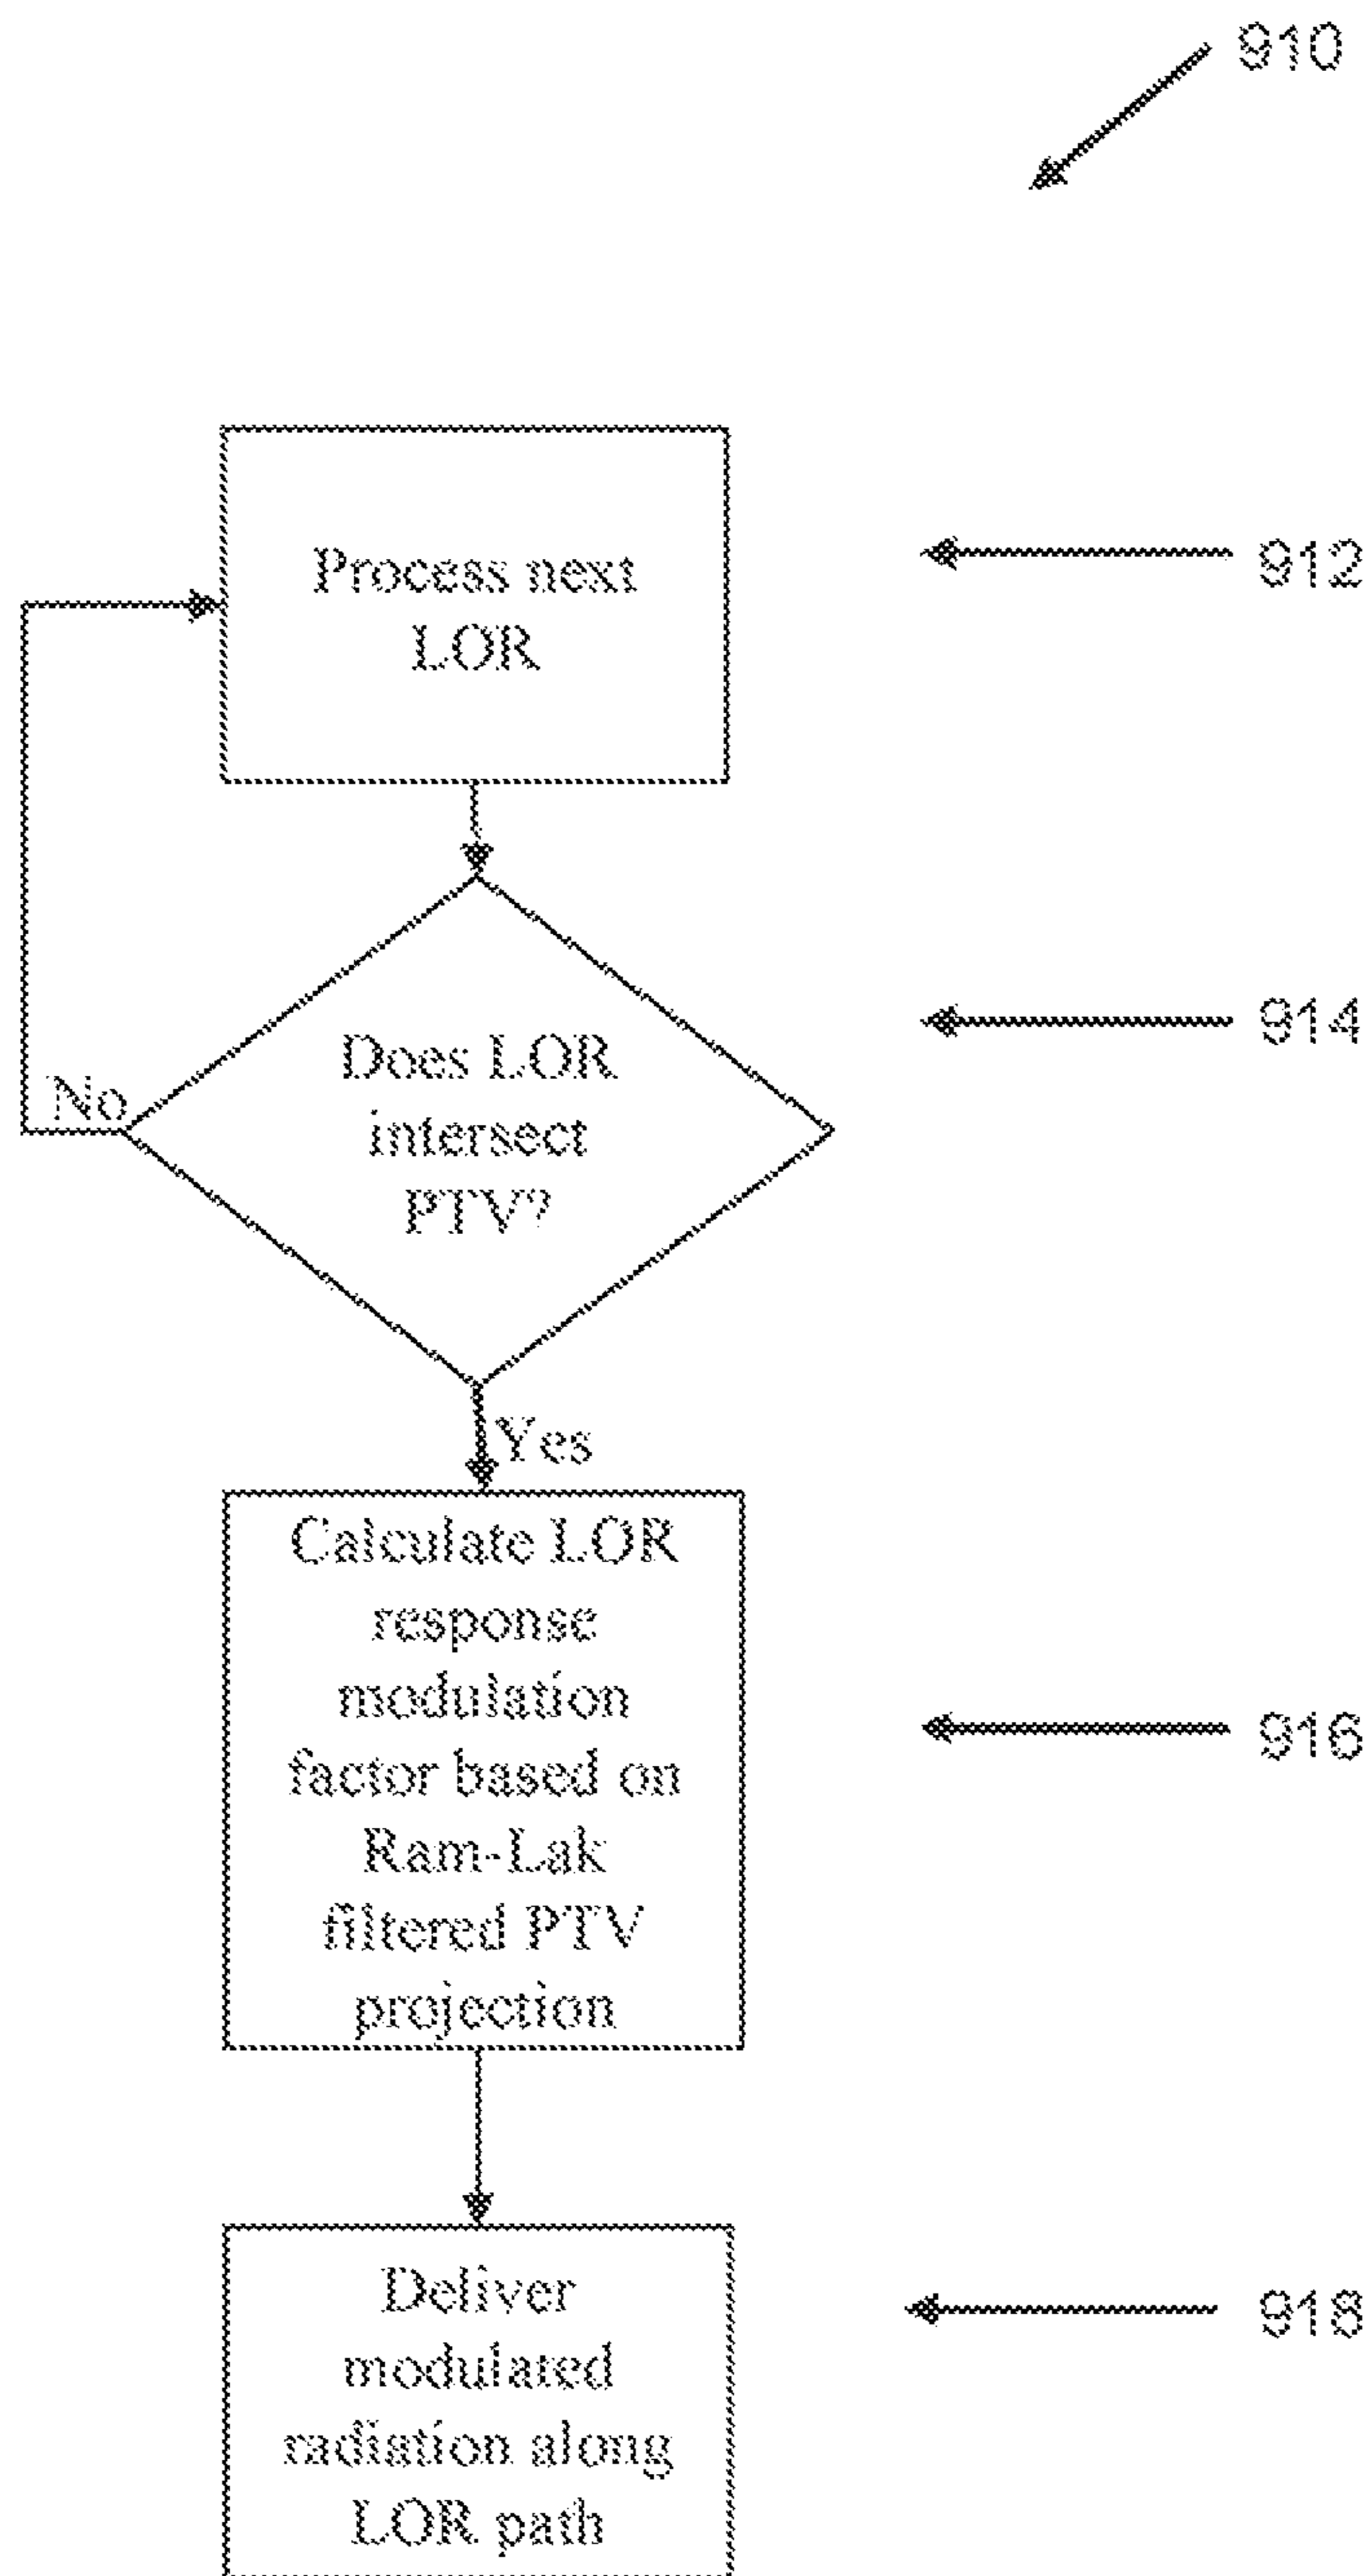 910
Process next
LOR
912
Does LOR
intersect
PTV?
914
No
Yes
Calculate LOR
response
modulation
factor based on
Ram-Lak
filtered PTV
projection
916
Deliver
modulated
radiation along
LOR path
918